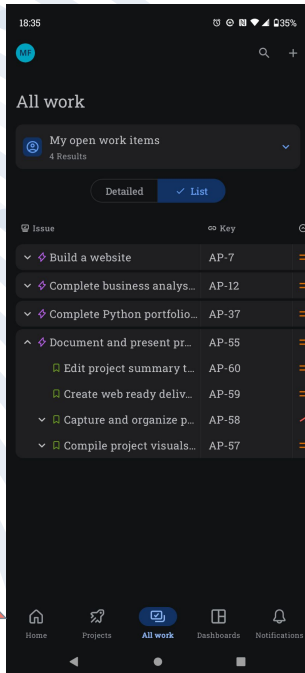 18:35
35%
MF
All work
My open work items
4 Results
Detailed
List
Issue
Key
Build a website
AP-7
Complete business analys...
AP-12
Complete Python portfolio...
AP-37
Document and present pr...
AP-55
Edit project summary t...
AP-60
Create web ready deliv...
AP-59
Capture and organize p...
AP-58
Compile project visuals...
AP-57
Home
Projects
All work
Dashboards
Notifications